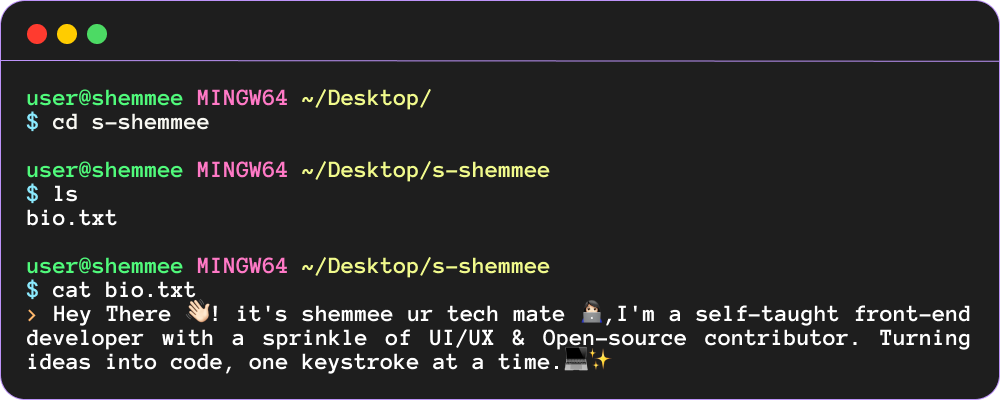 user@shemmee MINGW64 ~/Desktop/
$ cd s-shemmee
user@shemmee MINGW64 ~/Desktop/s-shemmee
$ ls
bio.txt
user@shemmee MINGW64 ~/Desktop/s-shemmee
$ cat bio.txt
› Hey There 👋🏻! it's shemmee ur tech mate 👩🏻‍💻,I'm a self-taught front-end
developer with a sprinkle of UI/UX & Open-source contributor. Turning
ideas into code, one keystroke at a time.💻✨